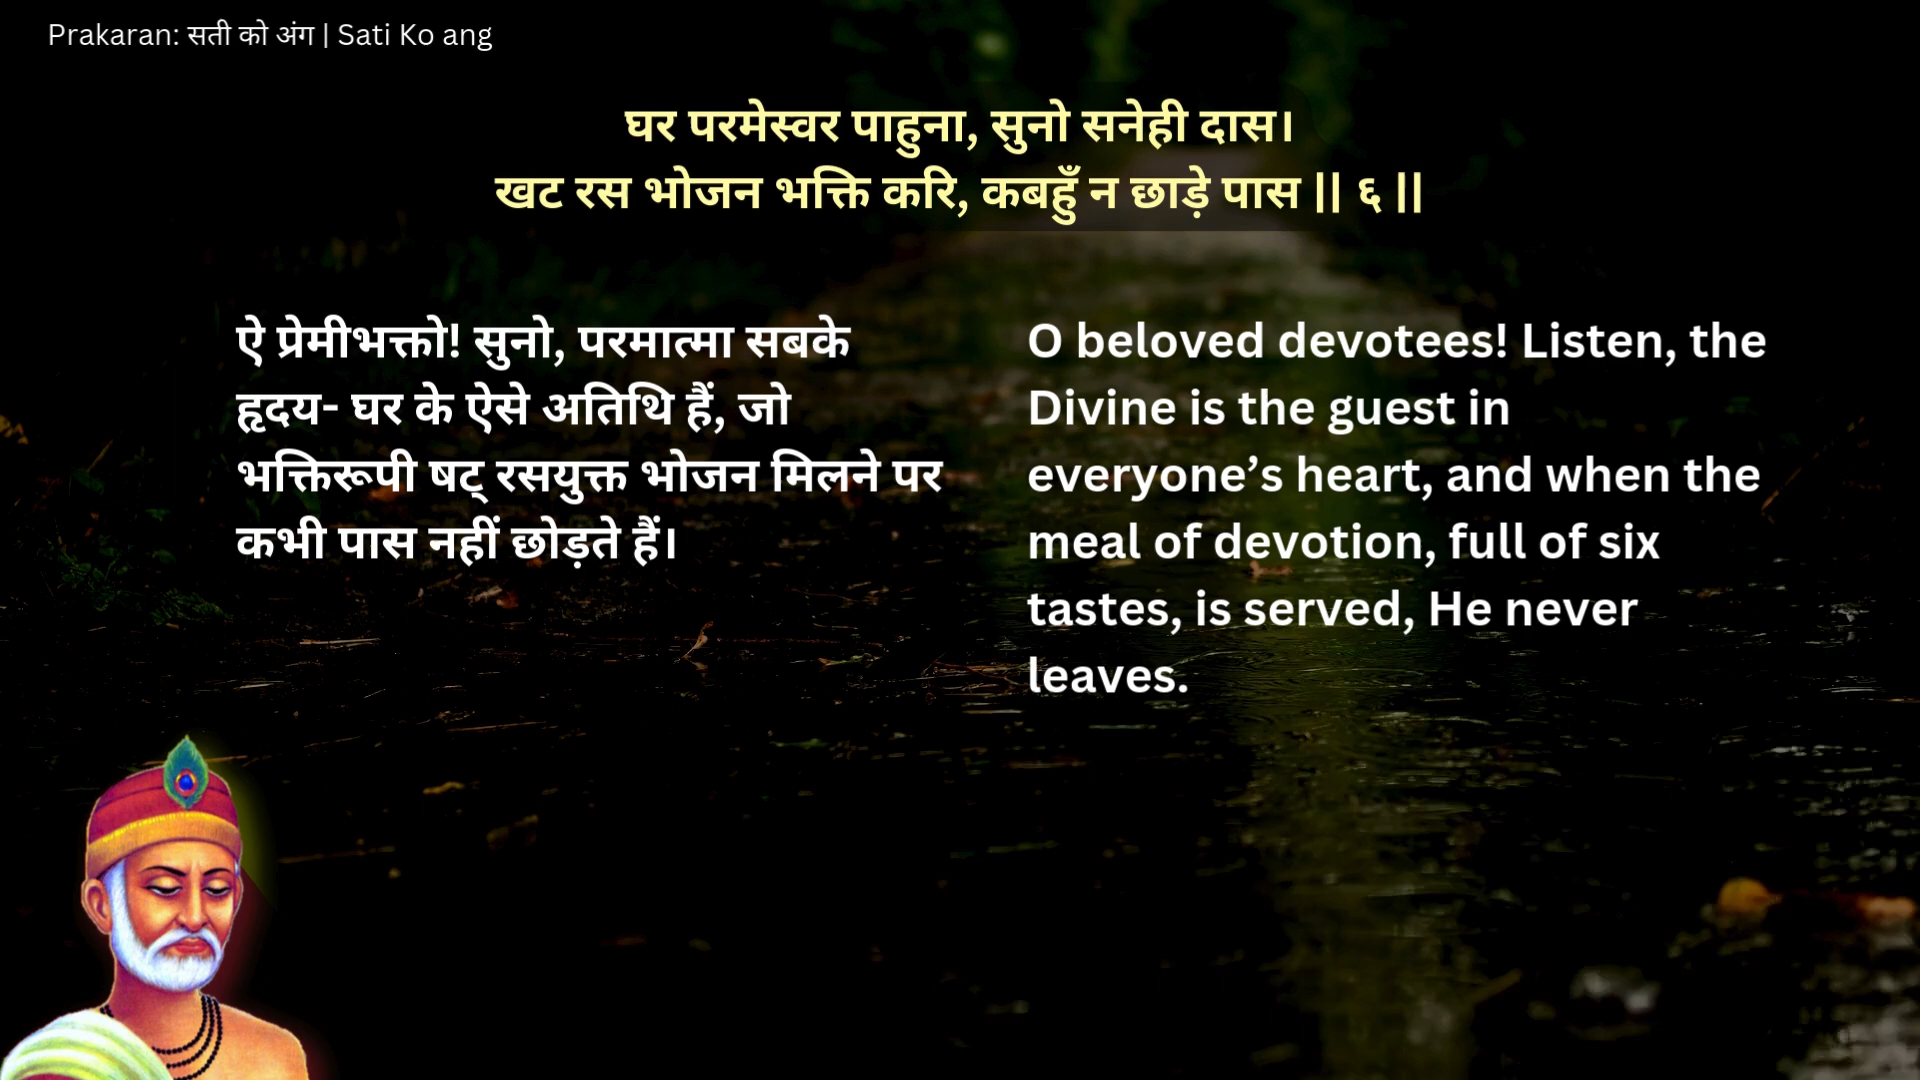 Prakaran: सती को अंग | Sati Ko ang
घर परमेस्वर पाहुना, सुनो सनेही दास।
खट रस भोजन भक्ति करि, कबहुँ न छाड़े पास || ६ ||
ऐ प्रेमीभक्तो! सुनो, परमात्मा सबके
हृदय- घर के ऐसे अतिथि हैं, जो
भक्तिरूपी षट् रसयुक्त भोजन मिलने पर
कभी पास नहीं छोड़ते हैं।
O beloved devotees! Listen, the
Divine is the guest in
everyone’s heart, and when the
meal of devotion, full of six
tastes, is served, He never
leaves.